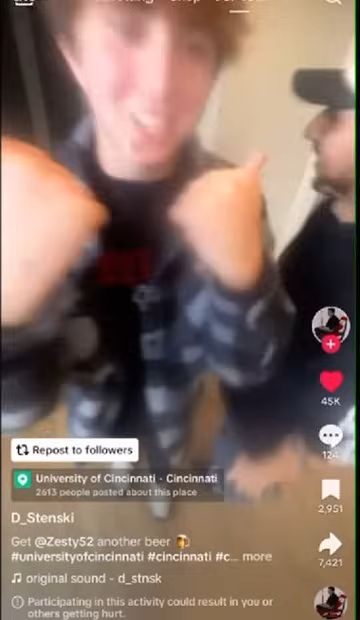 45K
124
Repost to followers
University of Cincinnati · Cincinnati
2613 people posted about this place
2,951
D_Stenski
Get @Zesty52 another beer 🍺
#universityofcincinnati #cincinnati #c... more
7,421
♫ original sound - d_stnsk
Participating in this activity could result in you or
others getting hurt.